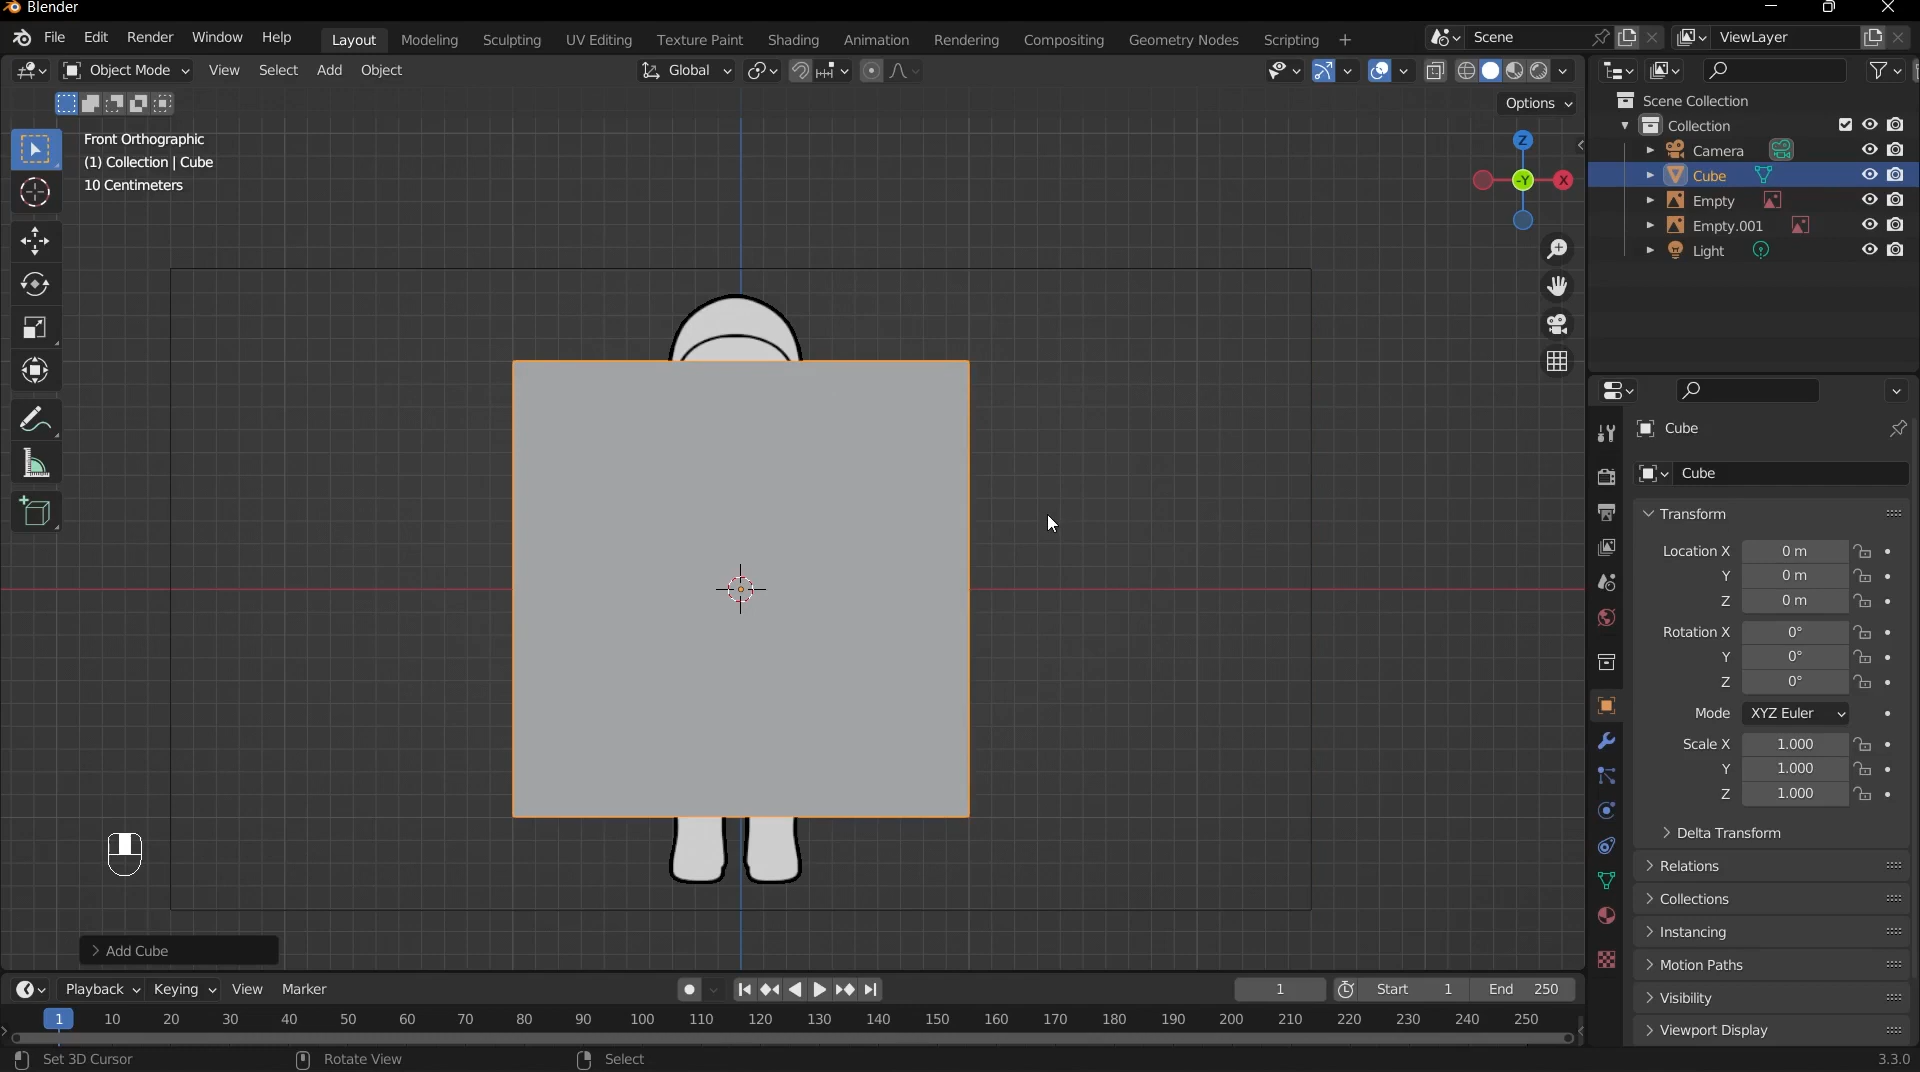 Blender
File Edit Render Window Help Layout Modeling Sculpting UV Editing Texture Paint Shading Animation Rendering Compositing Geometry Nodes Scripting + Scene ViewLayer
Object Mode View Select Add Object Global
Options
Front Orthographic
(1) Collection | Cube
10 Centimeters
Z
-Y
X
Scene Collection
Collection
Camera
Cube
Empty
Empty.001
Light
Cube
Cube
Transform
Location X 0 m
Y 0 m
Z 0 m
Rotation X 0°
Y 0°
Z 0°
Mode XYZ Euler
Scale X 1.000
Y 1.000
Z 1.000
Delta Transform
Relations
Collections
Instancing
Motion Paths
Visibility
Viewport Display
Add Cube
Playback Keying View Marker 1 Start 1 End 250
1 10 20 30 40 50 60 70 80 90 100 110 120 130 140 150 160 170 180 190 200 210 220 230 240 250
Set 3D Cursor Rotate View Select 3.3.0